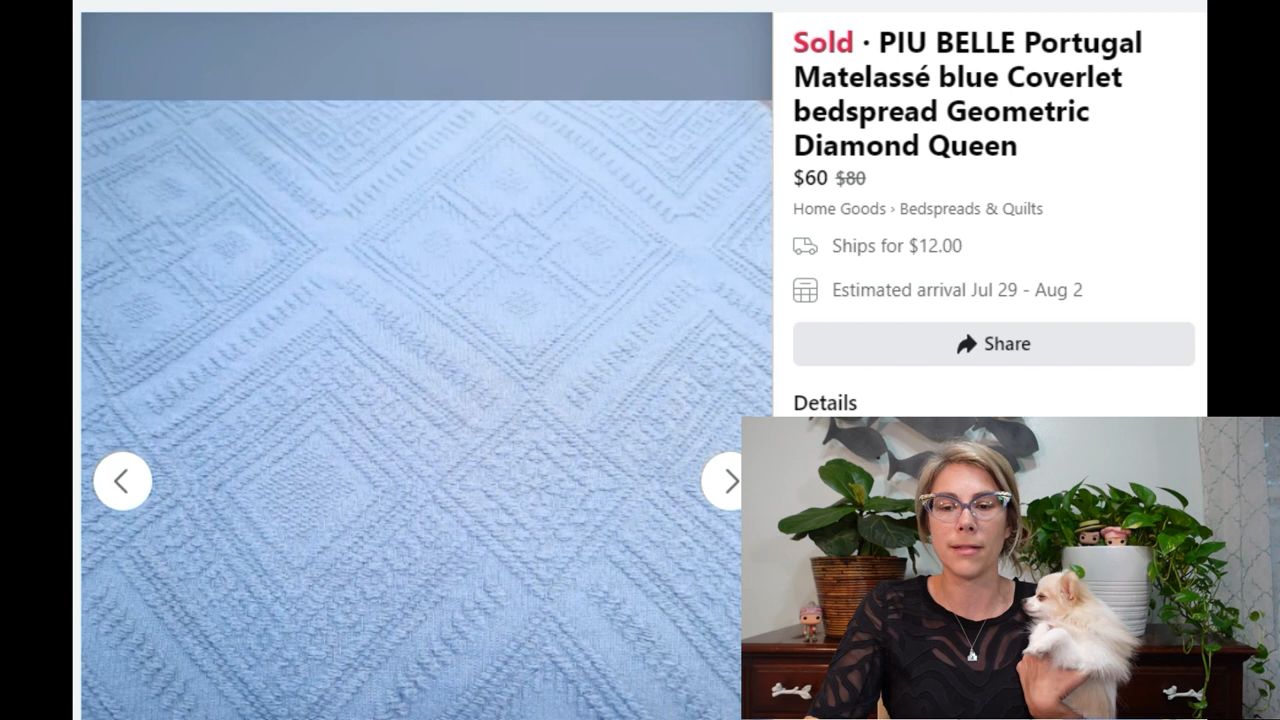 Sold · PIU BELLE Portugal
Matelassé blue Coverlet
bedspread Geometric
Diamond Queen
$60 $80
Home Goods › Bedspreads & Quilts
Ships for $12.00
Estimated arrival Jul 29 - Aug 2
Share
Details